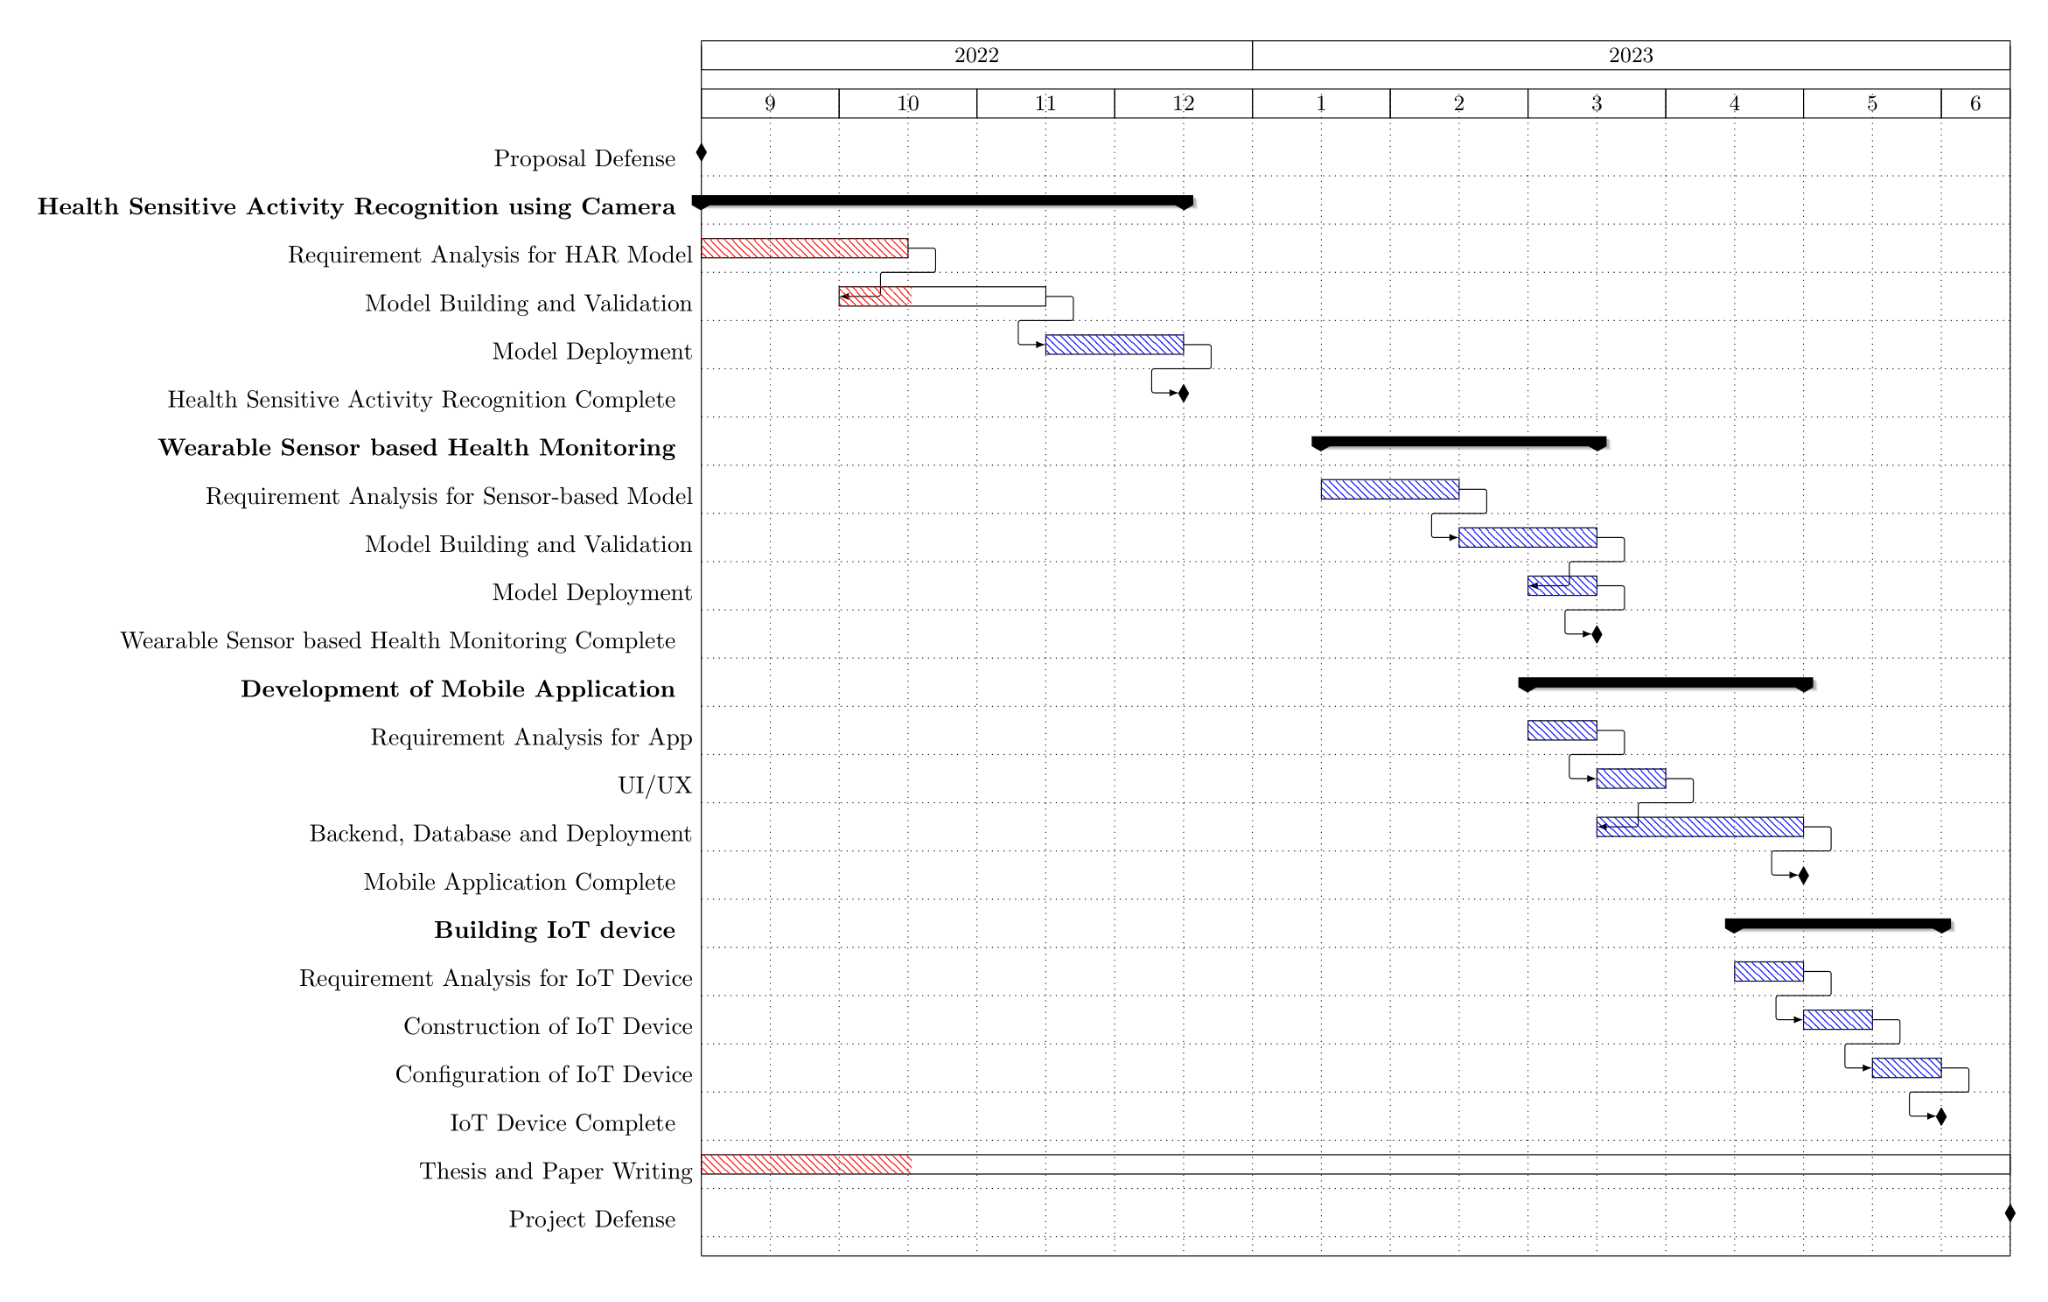 2022 2023
9 10 11 12 1 2 3 4 5 6
Proposal Defense
Health Sensitive Activity Recognition using Camera
Requirement Analysis for HAR Model
Model Building and Validation
Model Deployment
Health Sensitive Activity Recognition Complete
Wearable Sensor based Health Monitoring
Requirement Analysis for Sensor-based Model
Model Building and Validation
Model Deployment
Wearable Sensor based Health Monitoring Complete
Development of Mobile Application
Requirement Analysis for App
UI/UX
Backend, Database and Deployment
Mobile Application Complete
Building IoT device
Requirement Analysis for IoT Device
Construction of IoT Device
Configuration of IoT Device
IoT Device Complete
Thesis and Paper Writing
Project Defense